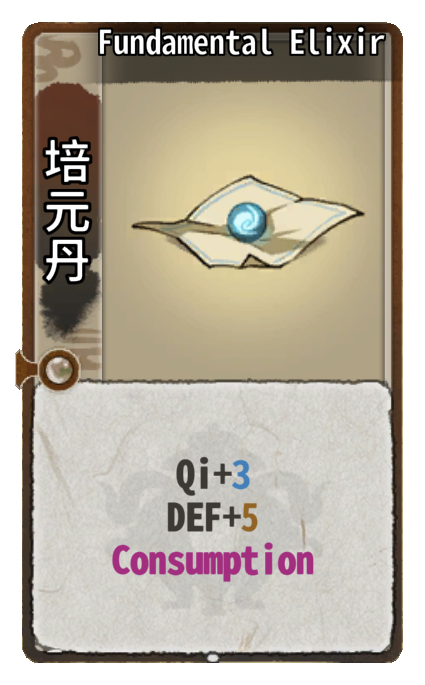 Fundamental Elixir
培元丹
Qi+3
DEF+5
Consumption